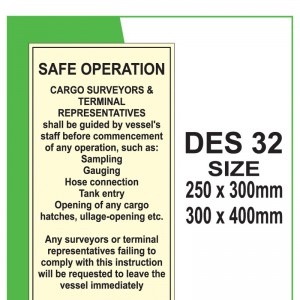 SAFE OPERATION
CARGO SURVEYORS &
TERMINAL
REPRESENTATIVES
shall be guided by vessel's
staff before commencement
of any operation, such as:
Sampling
Gauging
Hose connection
Tank entry
Opening of any cargo
hatches, ullage-opening etc.
Any surveyors or terminal
representatives failing to
comply with this instruction
will be requested to leave the
vessel immediately
DES 32
SIZE
250 x 300mm
300 x 400mm